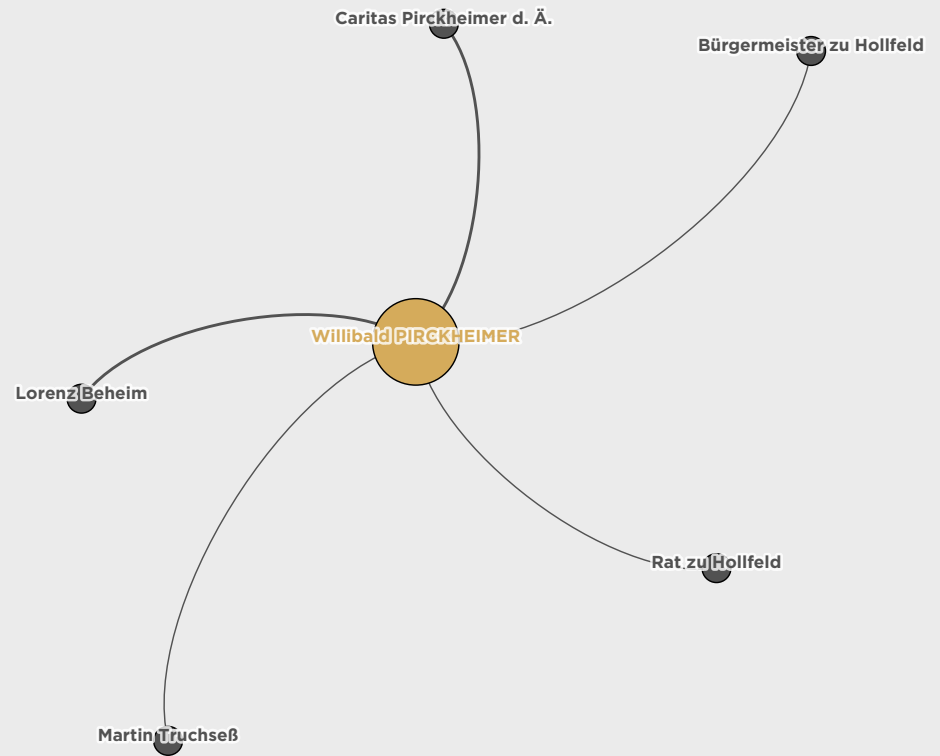 Caritas Pirckheimer d. Ä.
Bürgermeister zu Hollfeld
Willibald PIRCKHEIMER
Lorenz Beheim
Rat zu Hollfeld
Martin Truchseß